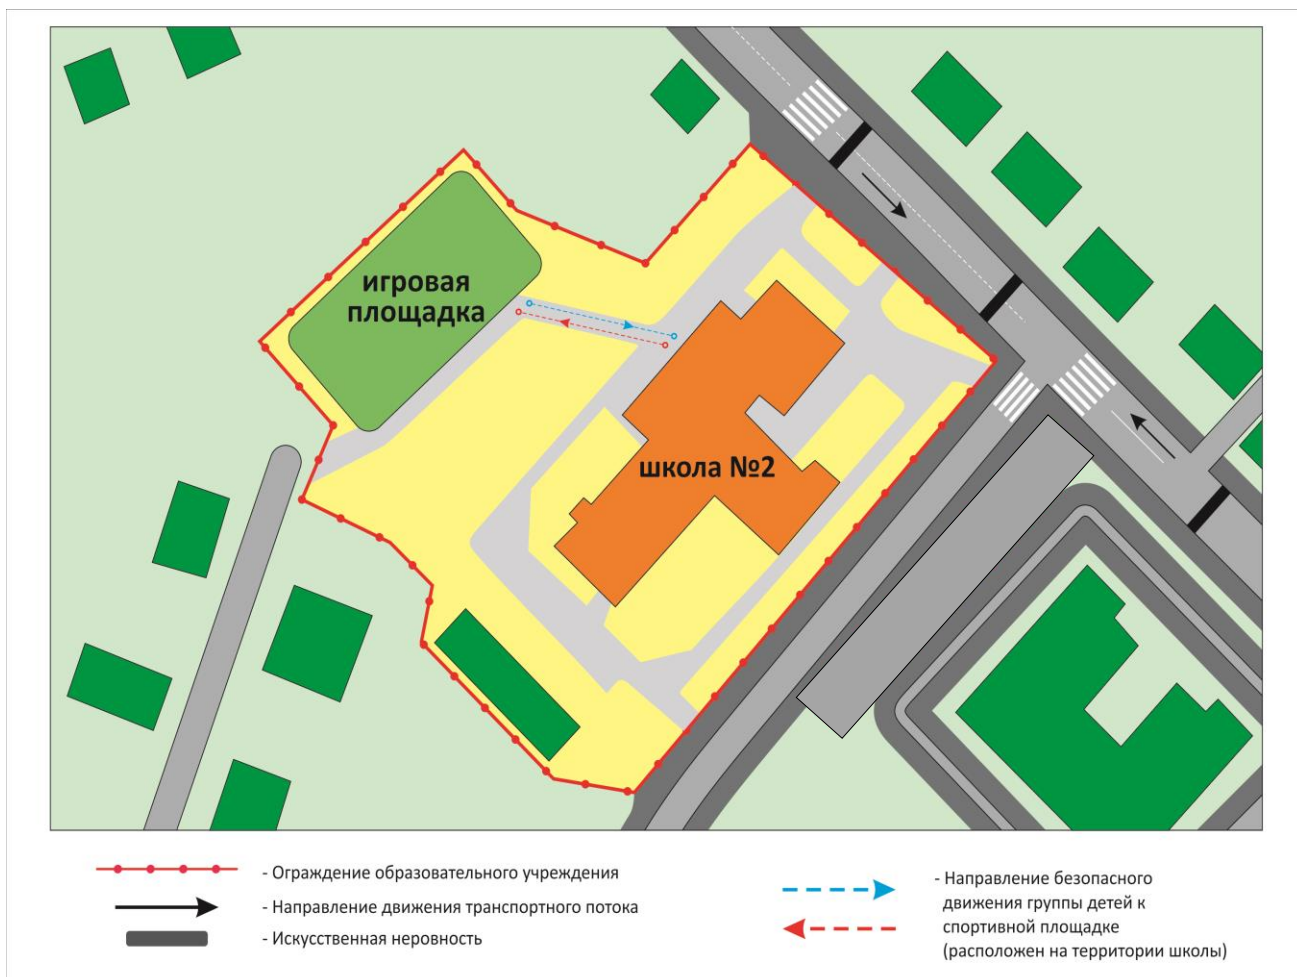 игровая
площадка
школа №2
- Ограждение образовательного учреждения
- Направление движения транспортного потока
- Искусственная неровность
- Направление безопасного
движения группы детей к
спортивной площадке
(расположен на территории школы)